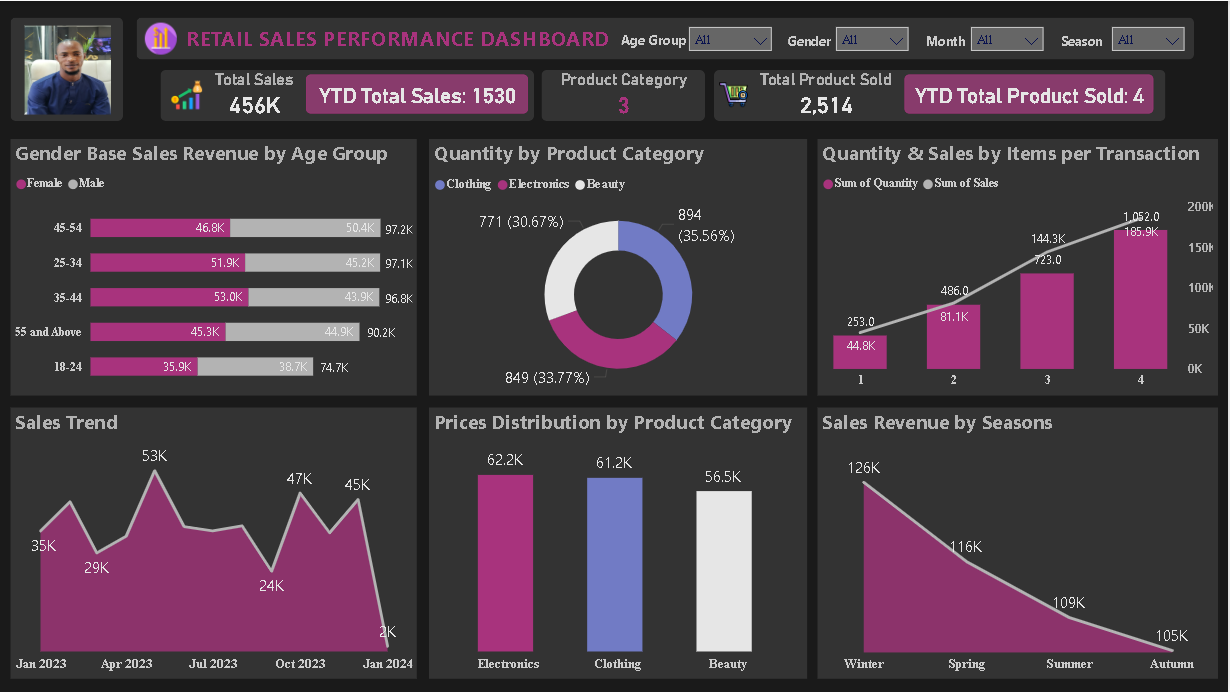 RETAIL SALES PERFORMANCE DASHBOARD
Age Group All
Gender All
Month All
Season All
Total Sales
456K
YTD Total Sales: 1530
Product Category
3
Total Product Sold
2,514
YTD Total Product Sold: 4
Gender Base Sales Revenue by Age Group
Female Male
45-54 46.8K 50.4K 97.2K
25-34 51.9K 45.2K 97.1K
35-44 53.0K 43.9K 96.8K
55 and Above 45.3K 44.9K 90.2K
18-24 35.9K 38.7K 74.7K
Quantity by Product Category
Clothing Electronics Beauty
894
(35.56%)
771 (30.67%)
849 (33.77%)
Quantity & Sales by Items per Transaction
Sum of Quantity Sum of Sales
200K
150K
100K
50K
0K
253.0
44.8K
486.0
81.1K
144.3K
723.0
1,052.0
185.9K
1 2 3 4
Sales Trend
35K
29K
53K
24K
47K
45K
2K
Jan 2023 Apr 2023 Jul 2023 Oct 2023 Jan 2024
Prices Distribution by Product Category
62.2K
61.2K
56.5K
Electronics Clothing Beauty
Sales Revenue by Seasons
126K
116K
109K
105K
Winter Spring Summer Autumn